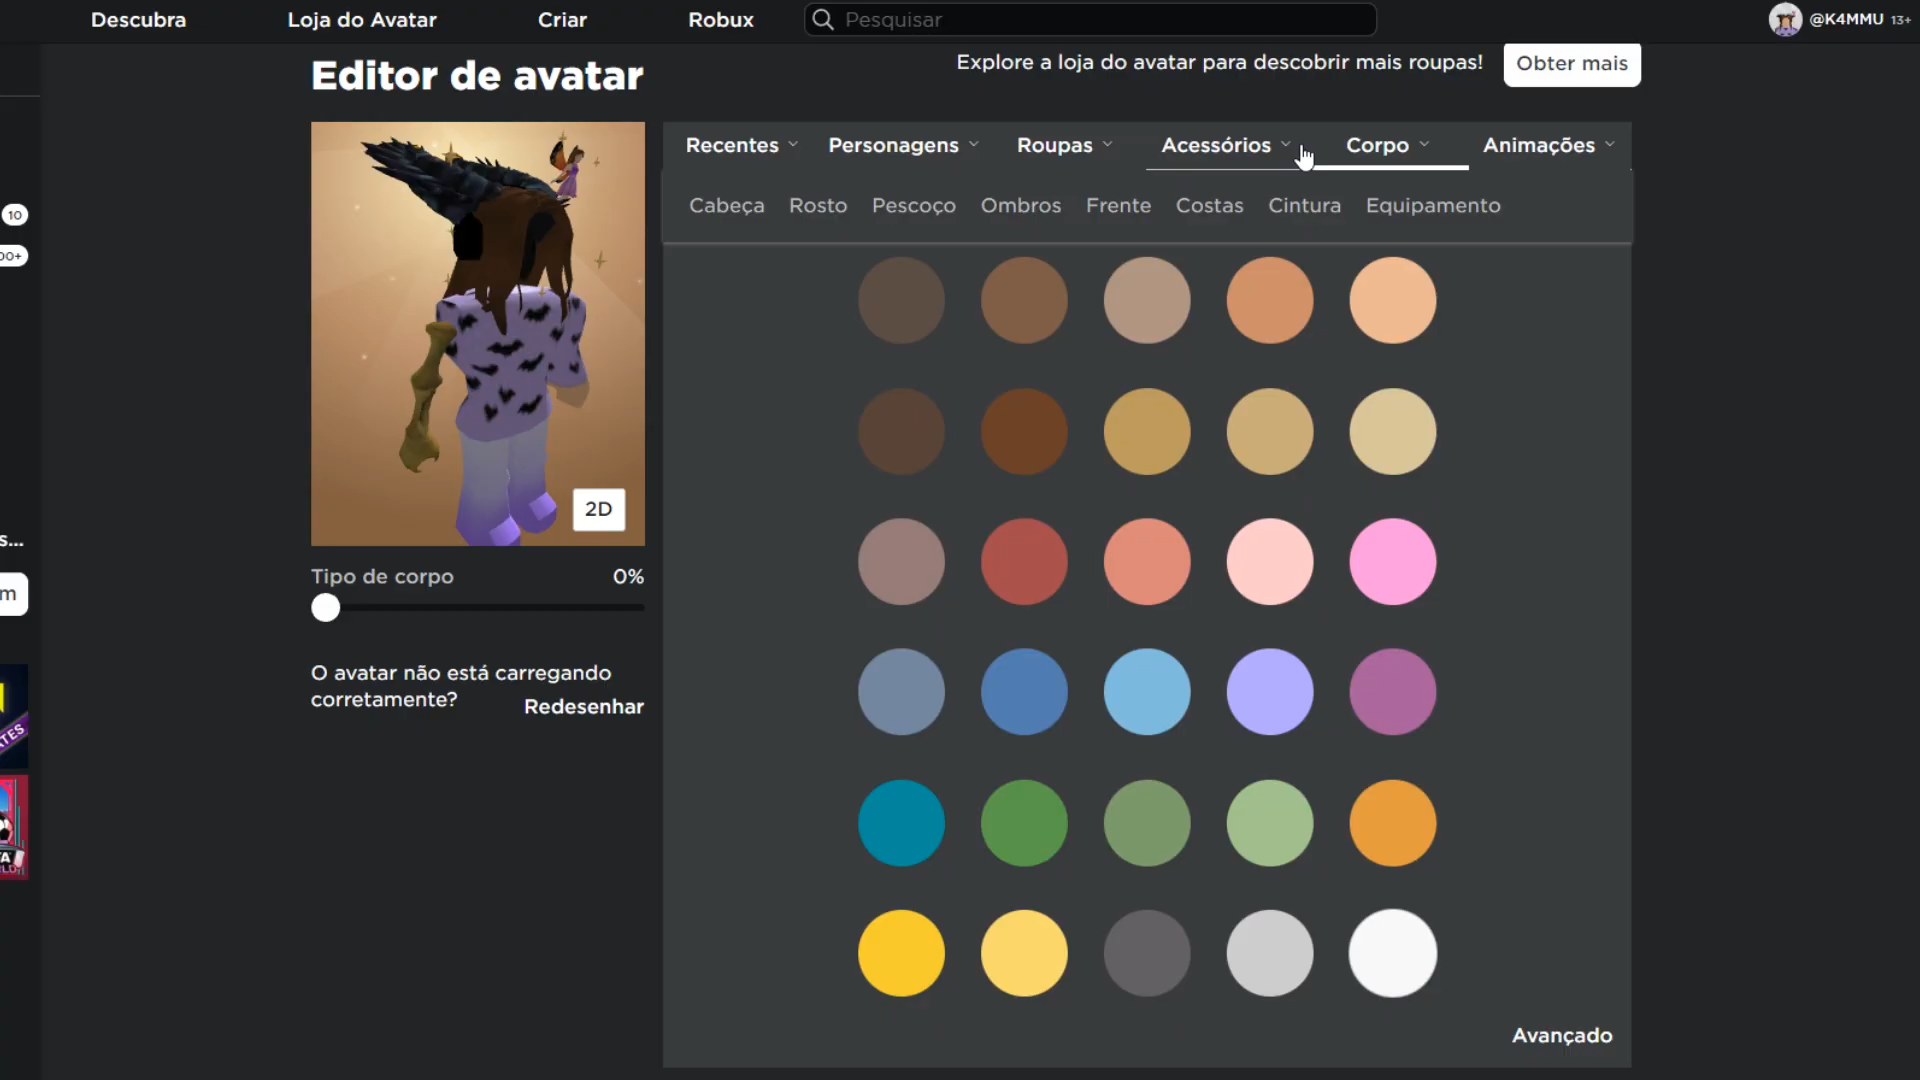 Descubra
Loja do Avatar
Criar
Robux
Pesquisar
@K4MMU 13+
Editor de avatar
Explore a loja do avatar para descobrir mais roupas!
Obter mais
Recentes
Personagens
Roupas
Acessórios
Corpo
Animações
Cabeça
Rosto
Pescoço
Ombros
Frente
Costas
Cintura
Equipamento
10
00+
s...
m
2D
Tipo de corpo
0%
O avatar não está carregando
corretamente?
Redesenhar
Avançado